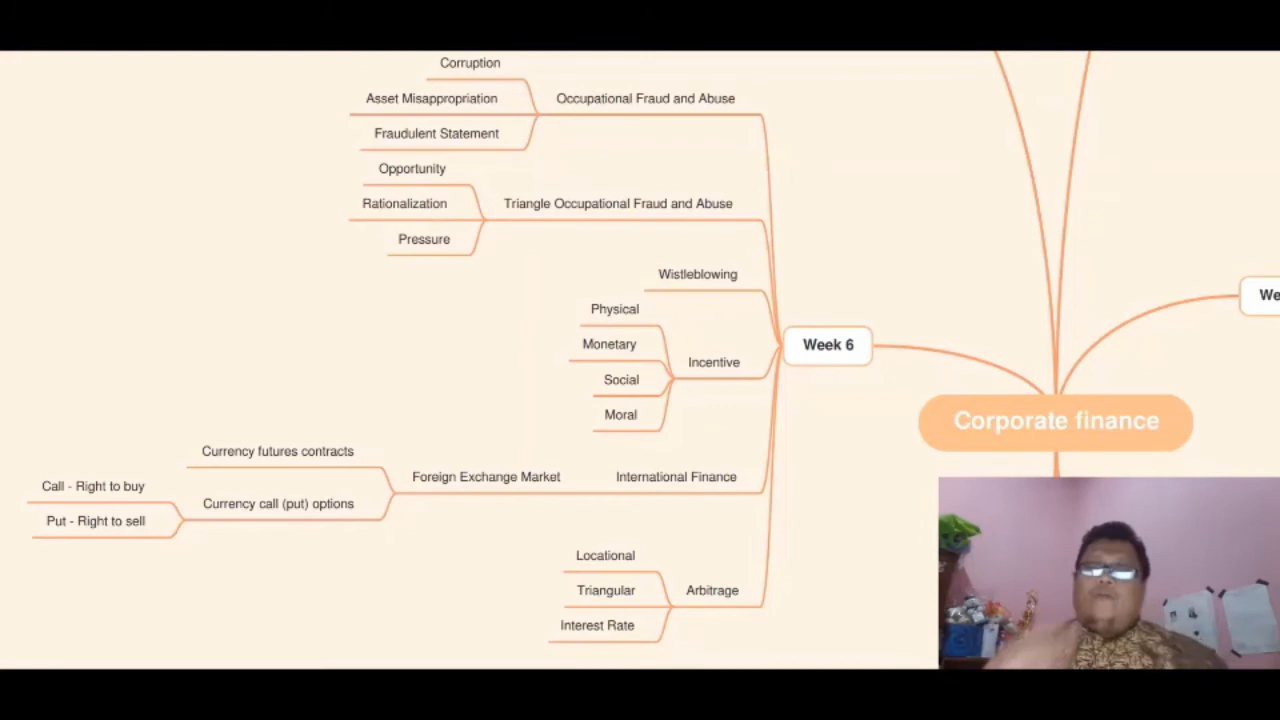 Corruption
Asset Misappropriation
Fraudulent Statement
Occupational Fraud and Abuse
Opportunity
Rationalization
Pressure
Triangle Occupational Fraud and Abuse
Wistleblowing
Physical
Monetary
Social
Moral
Incentive
Currency futures contracts
Call - Right to buy
Put - Right to sell
Currency call (put) options
Foreign Exchange Market
International Finance
Locational
Triangular
Interest Rate
Arbitrage
Week 6
Corporate finance
We